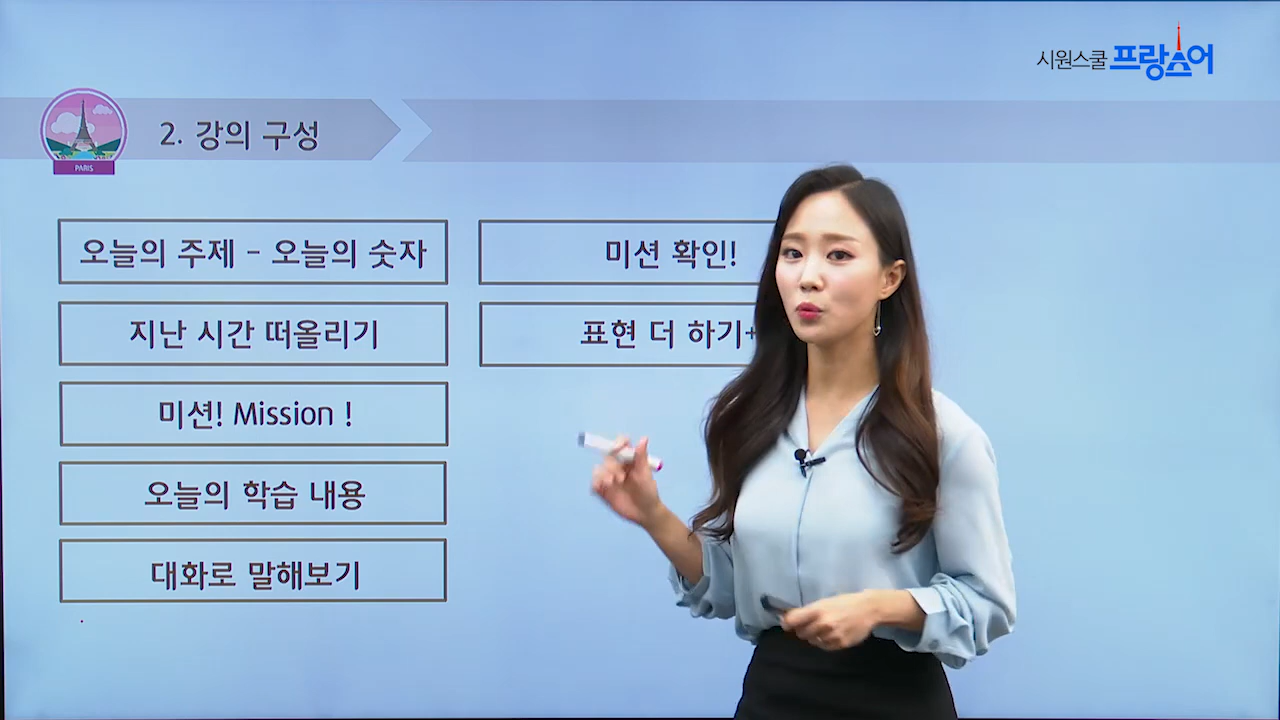 시원스쿨 프랑스어
2. 강의 구성
PARIS
오늘의 주제 - 오늘의 숫자
지난 시간 떠올리기
미션! Mission !
오늘의 학습 내용
대화로 말해보기
미션 확인!
표현 더 하기+